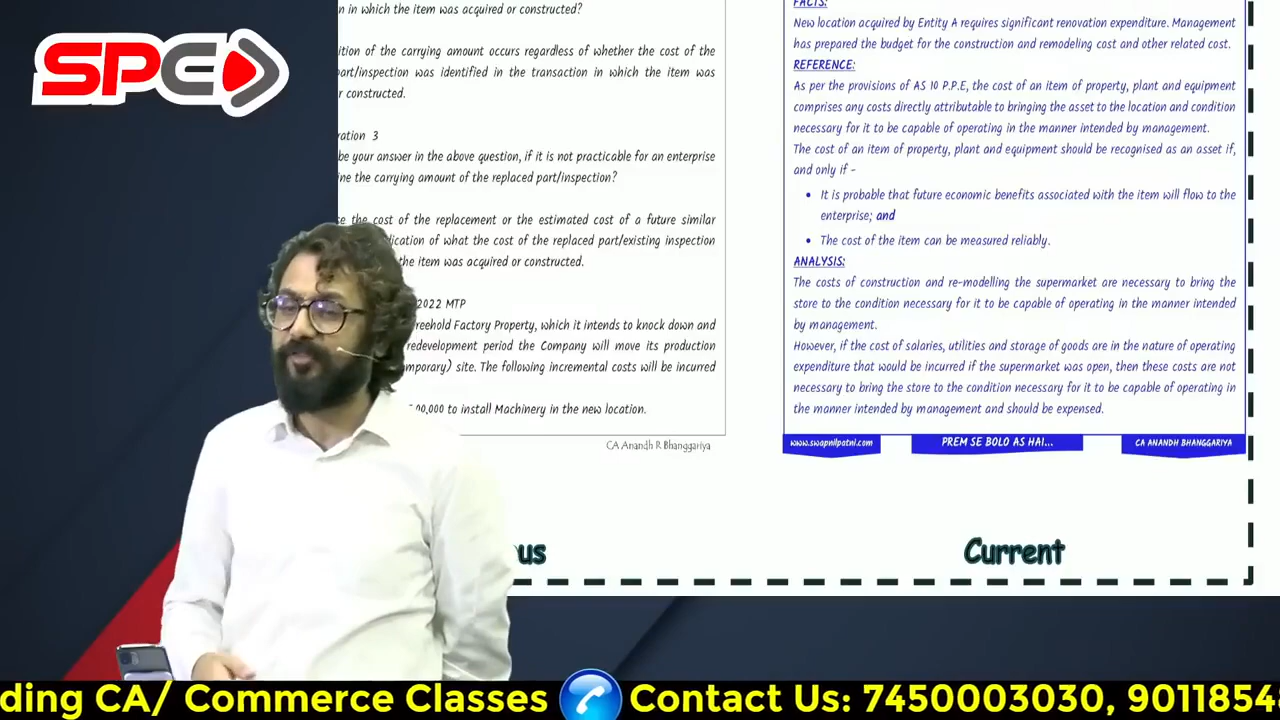 SPC
n in which the item was acquired or constructed?
ition of the carrying amount occurs regardless of whether the cost of the
part/inspection was identified in the transaction in which the item was
r constructed.
ration 3
be your answer in the above question, if it is not practicable for an enterprise
ine the carrying amount of the replaced part/inspection?
se the cost of the replacement or the estimated cost of a future similar
lication of what the cost of the replaced part/existing inspection
the item was acquired or constructed.
2022 MTP
reehold Factory Property, which it intends to knock down and
redevelopment period the Company will move its production
mporary) site. The following incremental costs will be incurred
00,000 to install Machinery in the new location.
CA Anandh R Bhanggariya
us
FACTS:
New location acquired by Entity A requires significant renovation expenditure. Management
has prepared the budget for the construction and remodeling cost and other related cost.
REFERENCE:
As per the provisions of AS 10 P.P.E, the cost of an item of property, plant and equipment
comprises any costs directly attributable to bringing the asset to the location and condition
necessary for it to be capable of operating in the manner intended by management.
The cost of an item of property, plant and equipment should be recognised as an asset if,
and only if -
• It is probable that future economic benefits associated with the item will flow to the
enterprise; and
• The cost of the item can be measured reliably.
ANALYSIS:
The costs of construction and re-modelling the supermarket are necessary to bring the
store to the condition necessary for it to be capable of operating in the manner intended
by management.
However, if the cost of salaries, utilities and storage of goods are in the nature of operating
expenditure that would be incurred if the supermarket was open, then these costs are not
necessary to bring the store to the condition necessary for it to be capable of operating in
the manner intended by management and should be expensed.
www.swapnilpatni.com PREM SE BOLO AS HAI... CA ANANDH BHANGGARIYA
Current
ding CA/ Commerce Classes Contact Us: 7450003030, 9011854